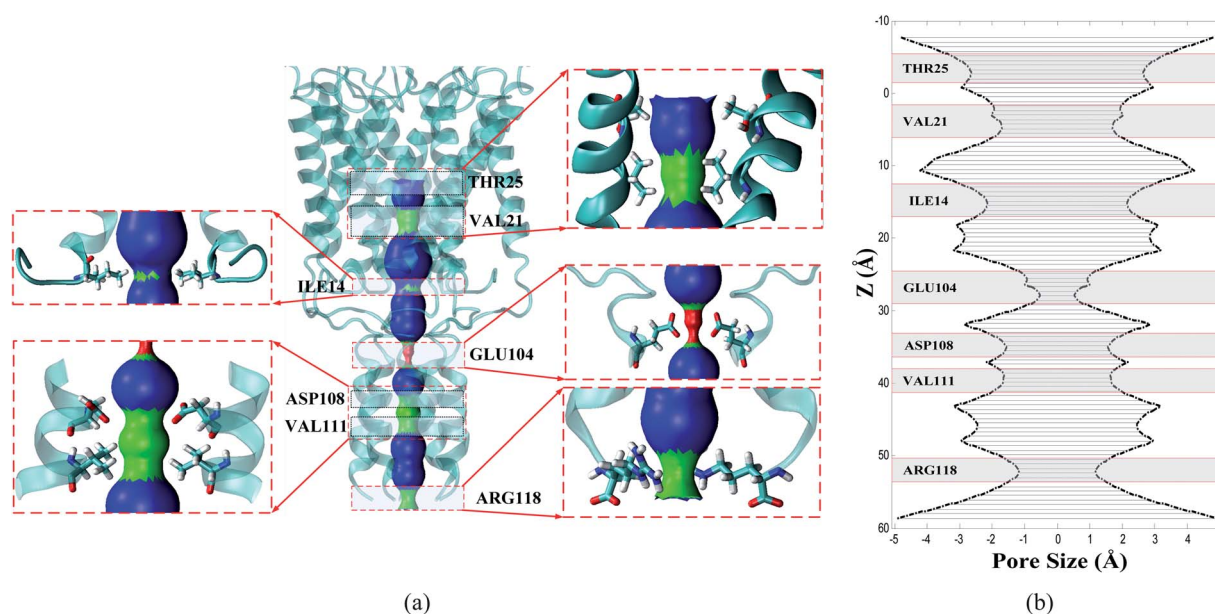 THR25
VAL21
ILE14
GLU104
ASP108
VAL111
ARG118
(a)
-10
0
10
20
30
40
50
60
Z (Å)
THR25
VAL21
ILE14
GLU104
ASP108
VAL111
ARG118
-5 -4 -3 -2 -1 0 1 2 3 4
Pore Size (Å)
(b)